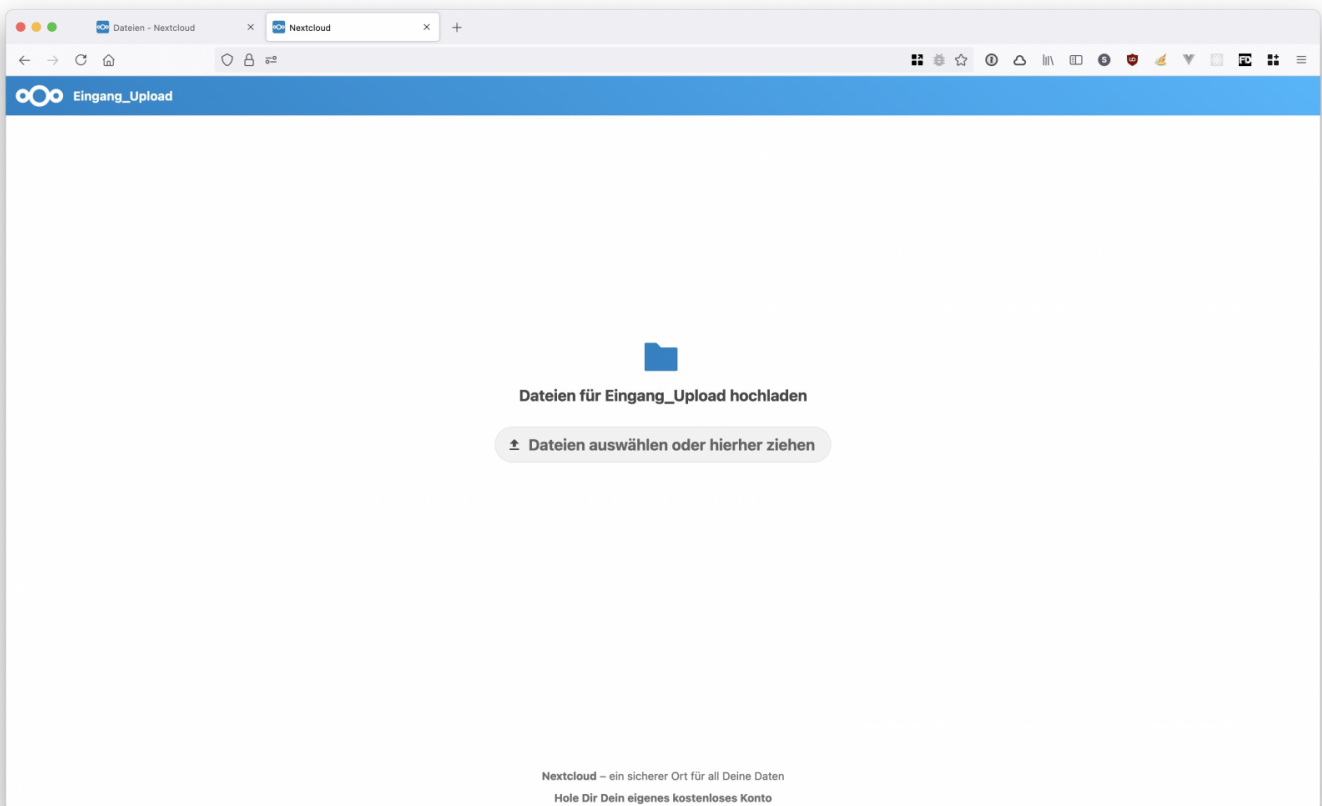 Dateien - Nextcloud
Nextcloud
Eingang_Upload
Dateien für Eingang_Upload hochladen
Dateien auswählen oder hierher ziehen
Nextcloud – ein sicherer Ort für all Deine Daten
Hole Dir Dein eigenes kostenloses Konto